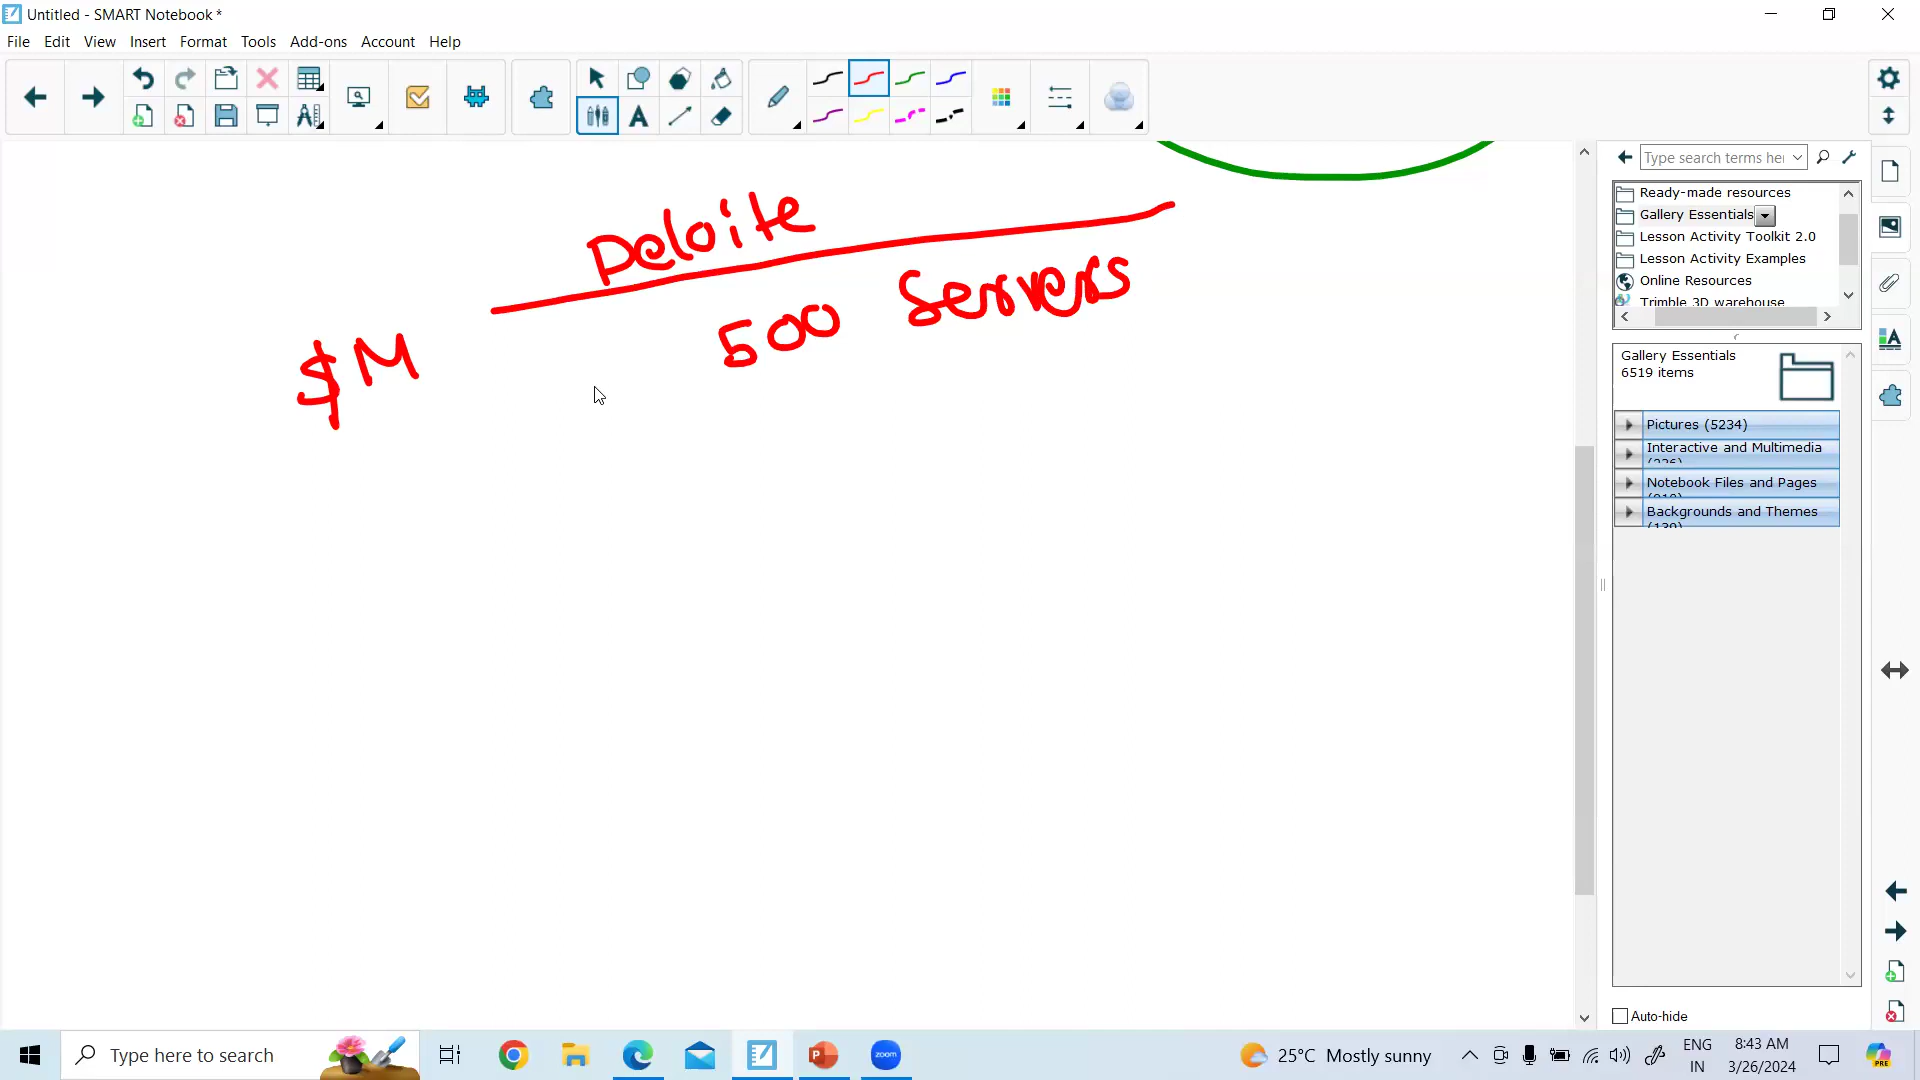 Untitled - SMART Notebook *
File Edit View Insert Format Tools Add-ons Account Help
Type search terms her
Ready-made resources
Gallery Essentials
Lesson Activity Toolkit 2.0
Lesson Activity Examples
Online Resources
Trimble 3D warehouse
Deloite
500 Servers
$M
Gallery Essentials
6519 items
Pictures (5234)
Interactive and Multimedia
Notebook Files and Pages
Backgrounds and Themes
Auto-hide
Type here to search
zoom
25°C Mostly sunny
ENG
IN
8:43 AM
3/26/2024
PRE